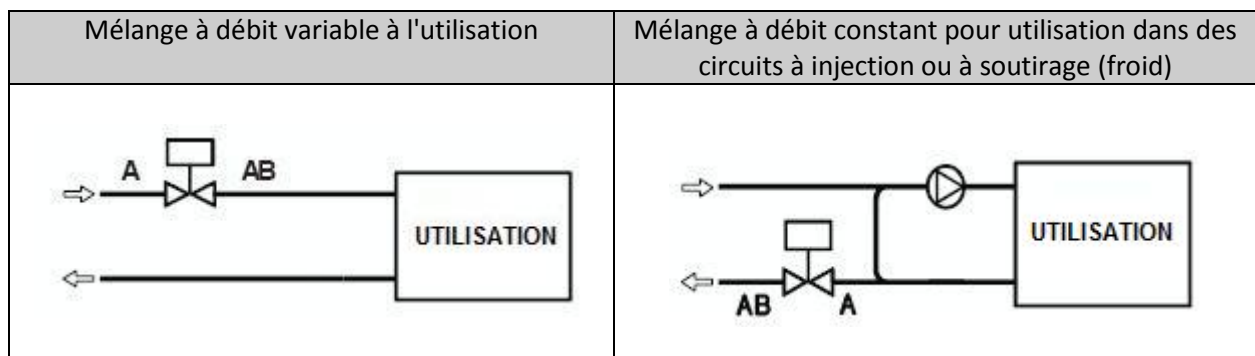 Mélange à débit variable à l'utilisation
Mélange à débit constant pour utilisation dans des
circuits à injection ou à soutirage (froid)
A
AB
UTILISATION
UTILISATION
AB
A